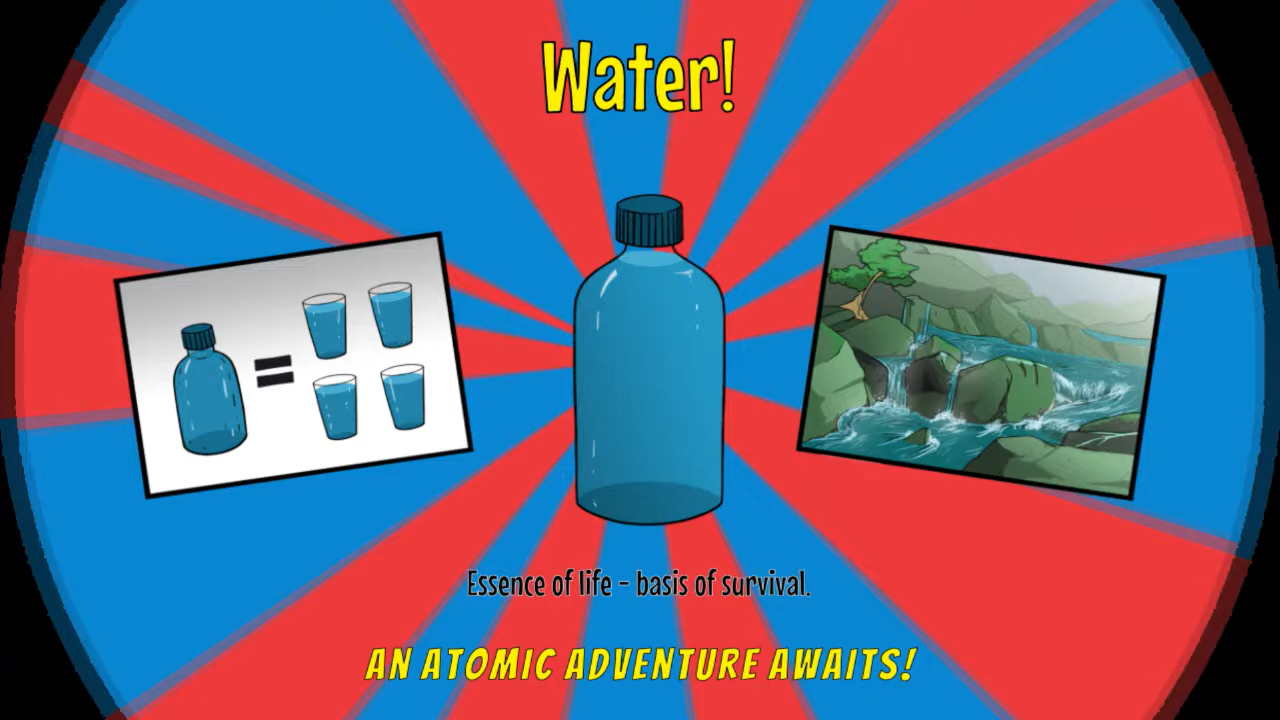 Water!
=
Essence of life - basis of survival.
AN ATOMIC ADVENTURE AWAITS!